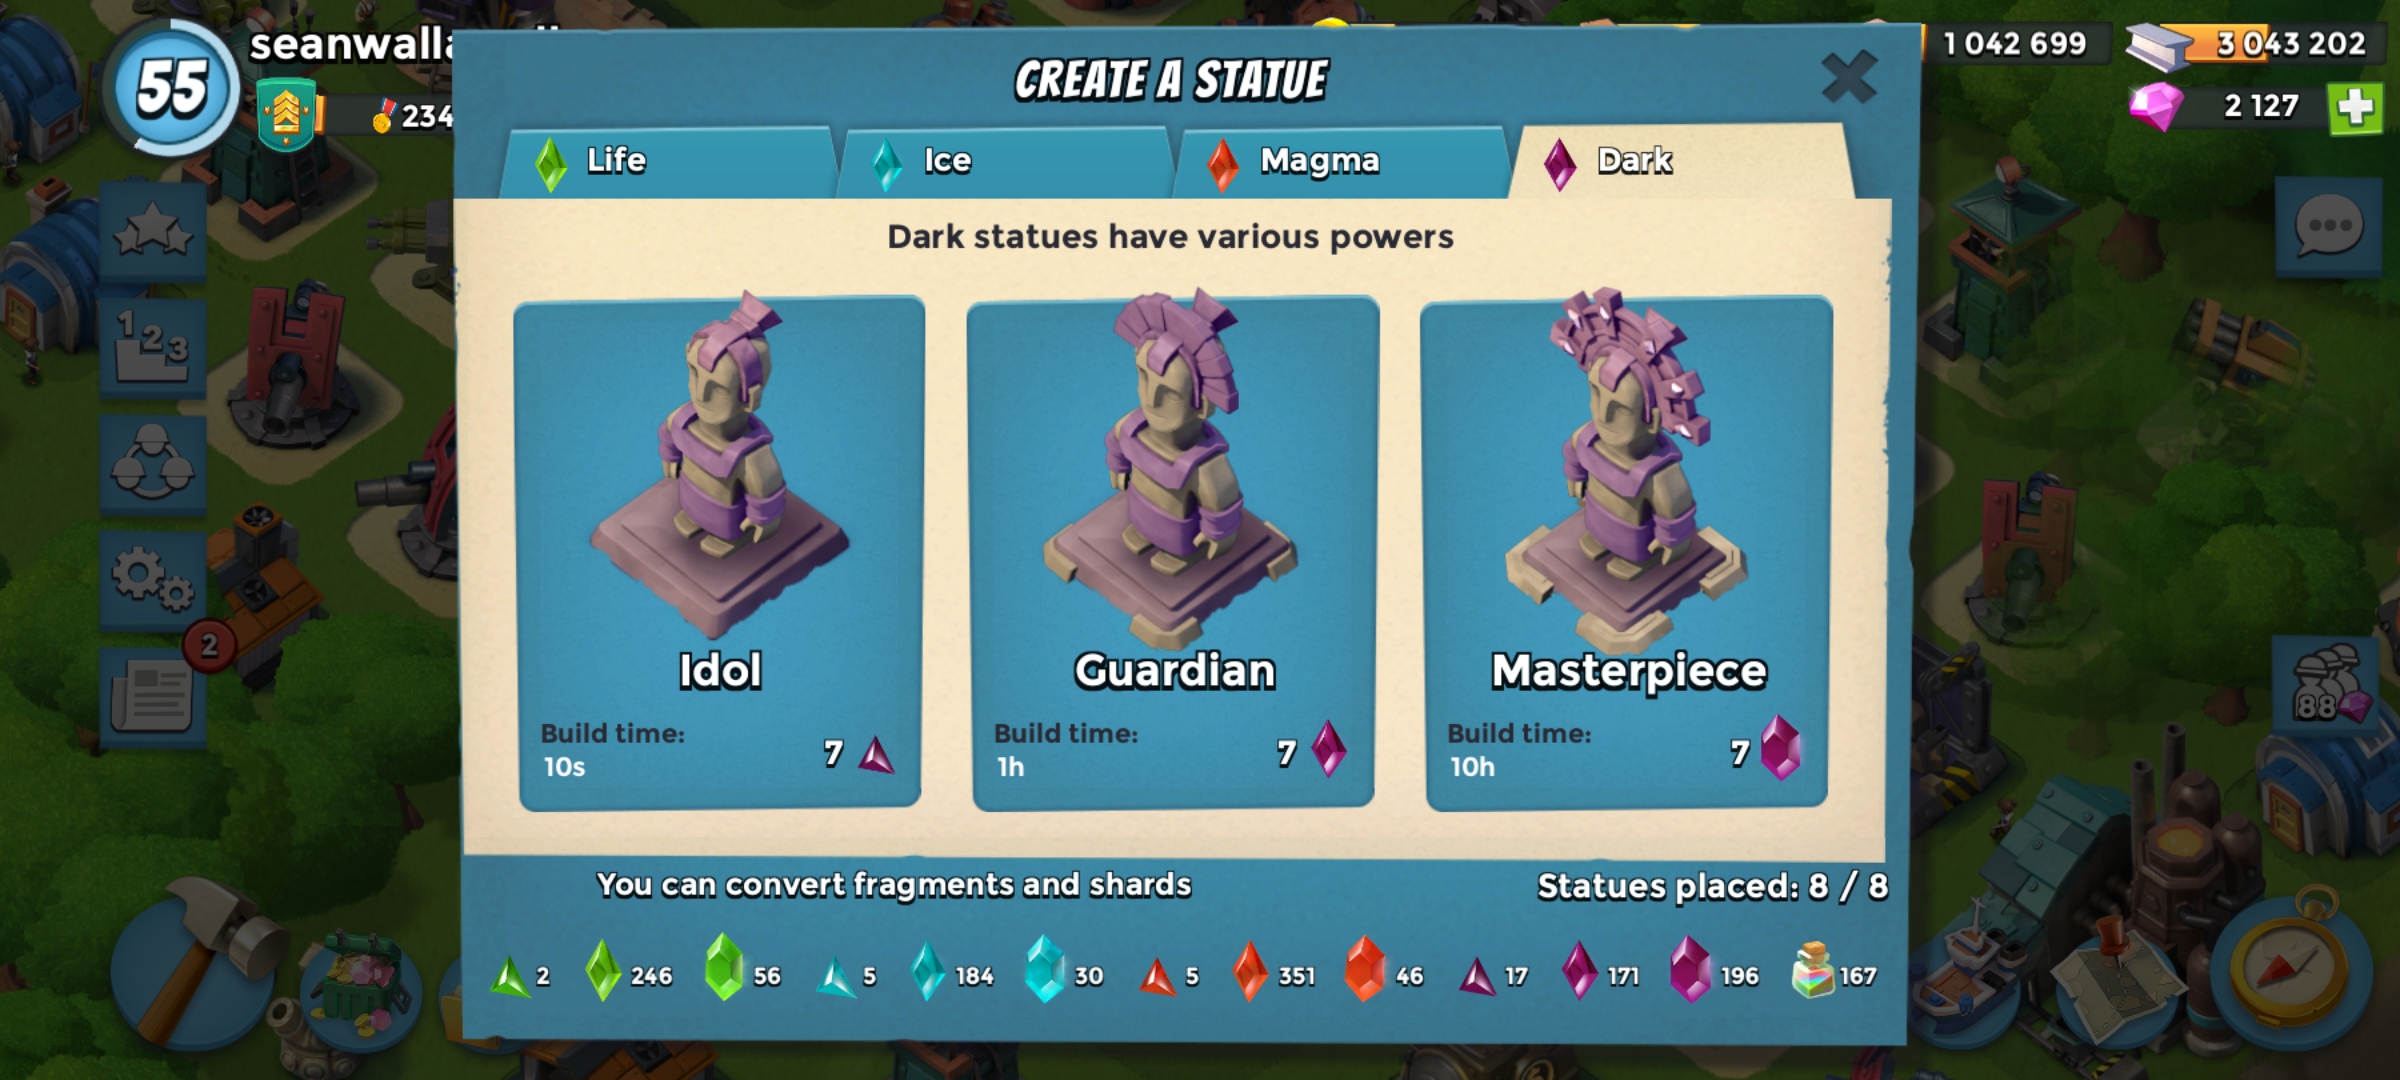 55
234
1 042 699
3 043 202
2 127
CREATE A STATUE
Life
Ice
Magma
Dark
Dark statues have various powers
1 2 3
2
Idol
Build time:
10s
7
Guardian
Build time:
1h
7
Masterpiece
Build time:
10h
7
88
You can convert fragments and shards
Statues placed: 8 / 8
2 246 56 5 184 30 5 351 46 17 171 196 167